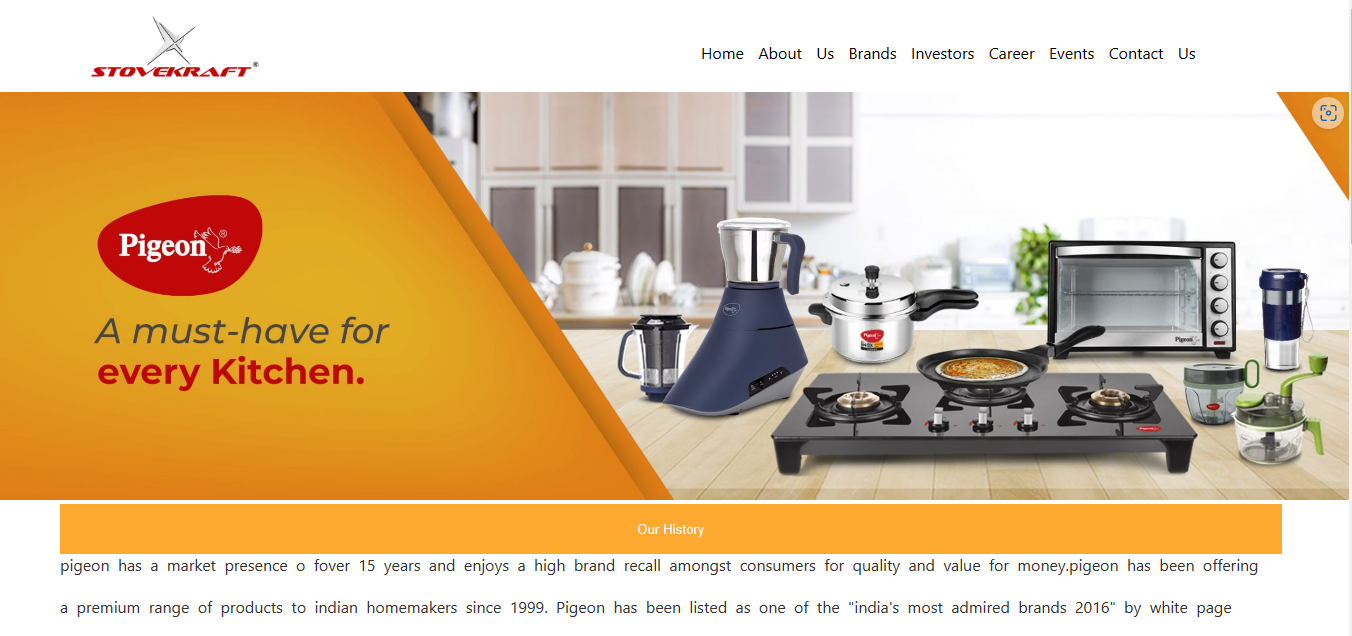 STOVEKRAFT®
Home About Us Brands Investors Career Events Contact Us
Pigeon®
A must-have for
every Kitchen.
Pigeon
Our History
pigeon has a market presence o fover 15 years and enjoys a high brand recall amongst consumers for quality and value for money.pigeon has been offering
a premium range of products to indian homemakers since 1999. Pigeon has been listed as one of the "india's most admired brands 2016" by white page